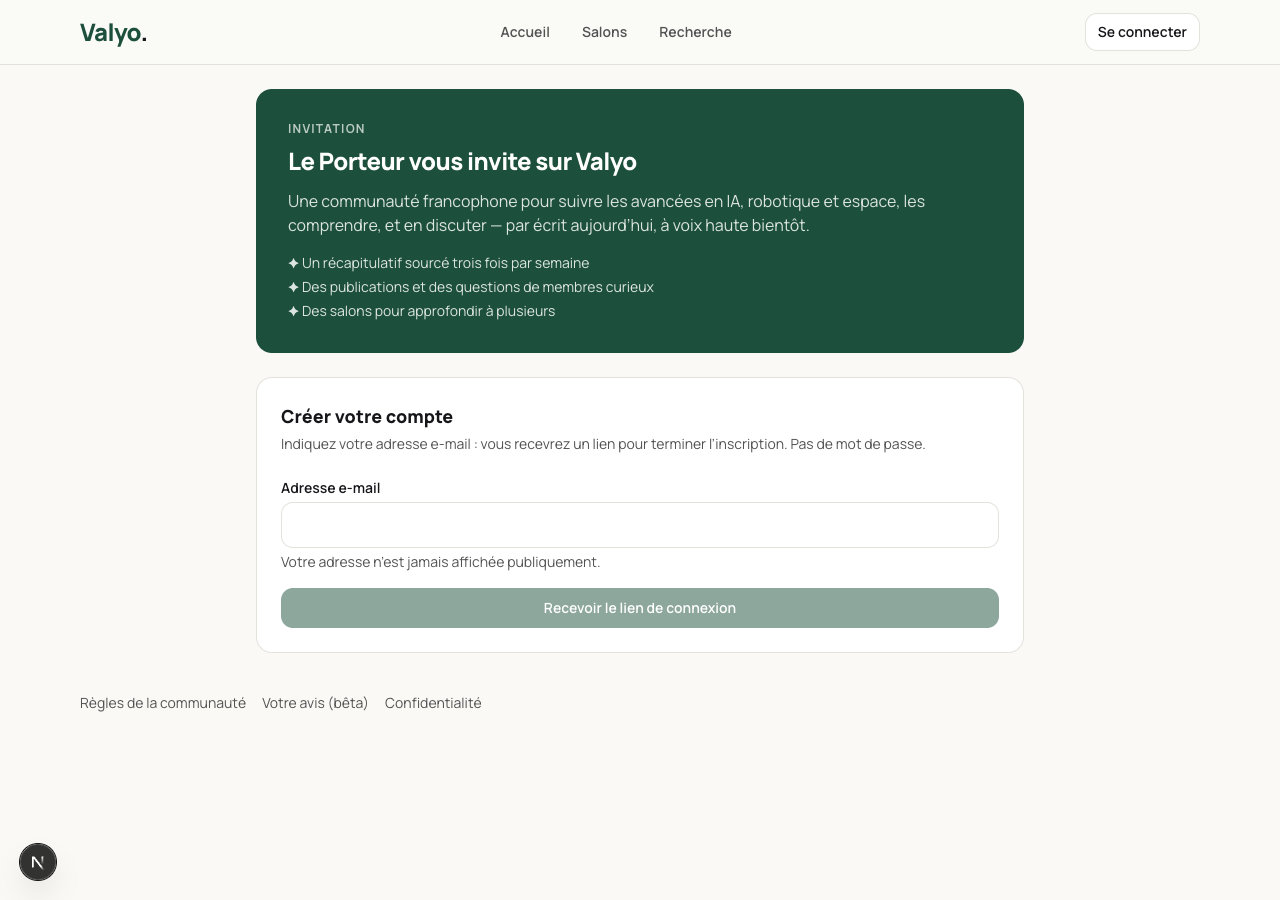 Valyo.
Accueil
Salons
Recherche
Se connecter
INVITATION
Le Porteur vous invite sur Valyo
Une communauté francophone pour suivre les avancées en IA, robotique et espace, les
comprendre, et en discuter — par écrit aujourd’hui, à voix haute bientôt.
✦ Un récapitulatif sourcé trois fois par semaine
✦ Des publications et des questions de membres curieux
✦ Des salons pour approfondir à plusieurs
Créer votre compte
Indiquez votre adresse e-mail : vous recevrez un lien pour terminer l’inscription. Pas de mot de passe.
Adresse e-mail
Votre adresse n’est jamais affichée publiquement.
Recevoir le lien de connexion
Règles de la communauté
Votre avis (bêta)
Confidentialité
N